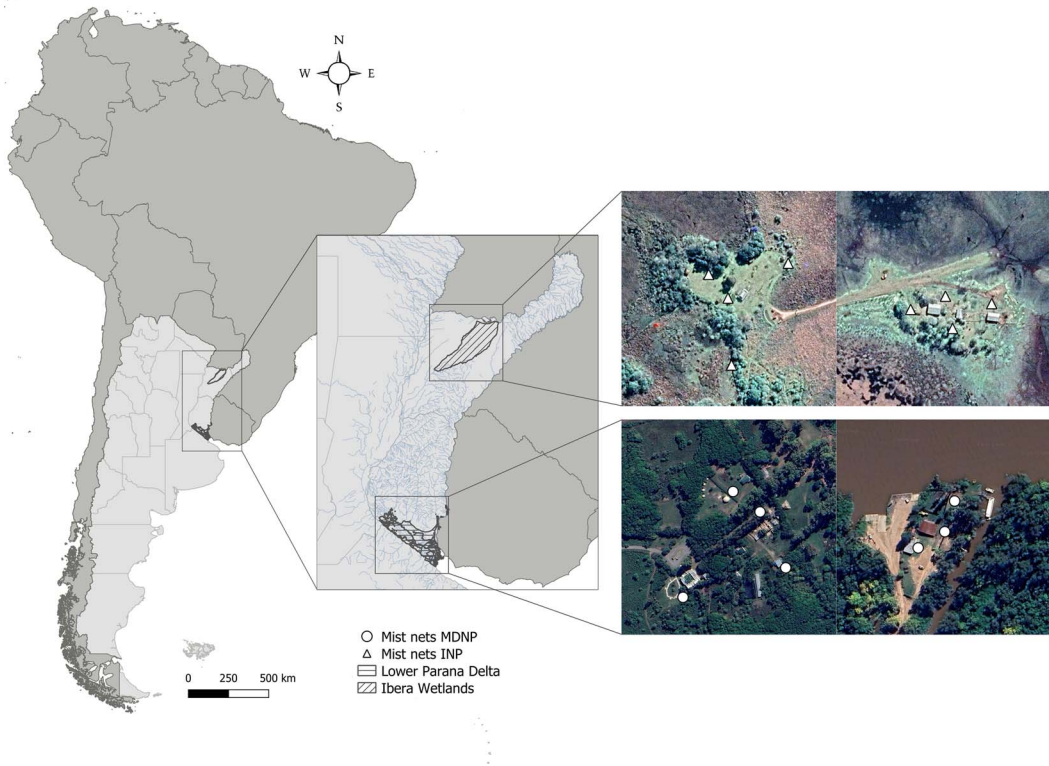 N
W E
S
Mist nets MDNP
Mist nets INP
Lower Parana Delta
Ibera Wetlands
0 250 500 km